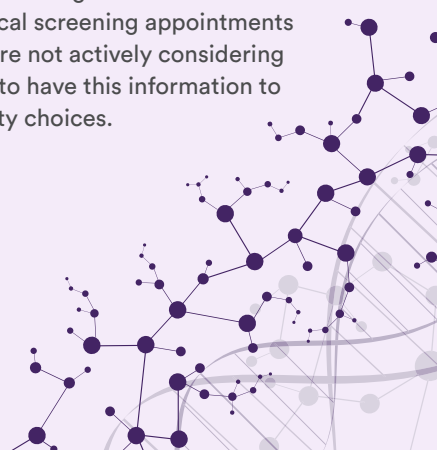 cal screening appointments
re not actively considering
to have this information to
ty choices.